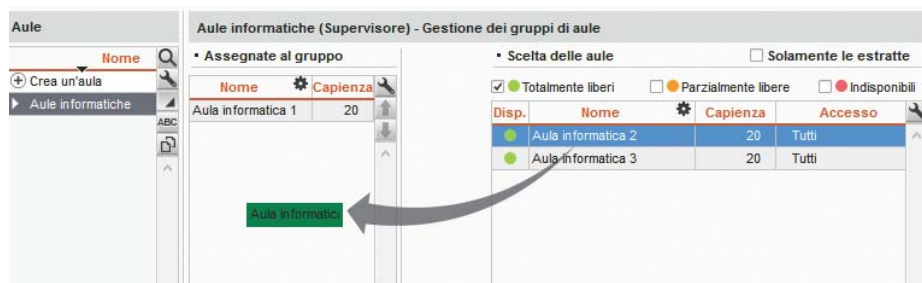 Aule
Aule informatiche (Supervisore) - Gestione dei gruppi di aule
Nome
Crea un'aula
Aule informatiche
ABC
Assegnate al gruppo
Nome Capienza
Aula informatica 1 20
Aula informatici
Scelta delle aule Solamente le estratte
Totalmente liberi Parzialmente libere Indisponibili
Disp. Nome Capienza Accesso
Aula informatica 2 20 Tutti
Aula informatica 3 20 Tutti